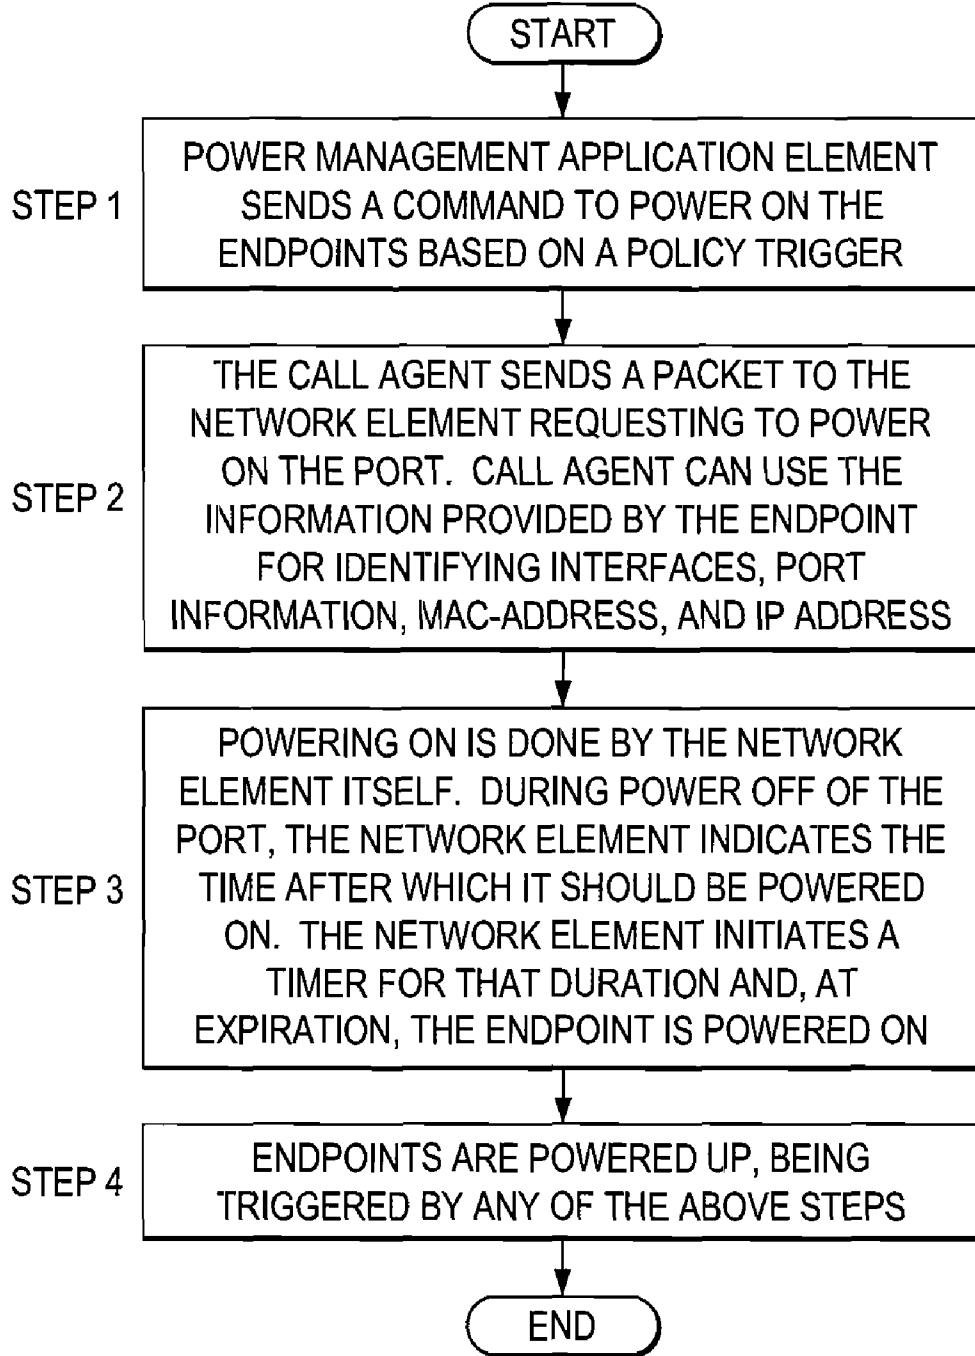 START
STEP 1
POWER MANAGEMENT APPLICATION ELEMENT
SENDS A COMMAND TO POWER ON THE
ENDPOINTS BASED ON A POLICY TRIGGER
STEP 2
THE CALL AGENT SENDS A PACKET TO THE
NETWORK ELEMENT REQUESTING TO POWER
ON THE PORT. CALL AGENT CAN USE THE
INFORMATION PROVIDED BY THE ENDPOINT
FOR IDENTIFYING INTERFACES, PORT
INFORMATION, MAC-ADDRESS, AND IP ADDRESS
STEP 3
POWERING ON IS DONE BY THE NETWORK
ELEMENT ITSELF. DURING POWER OFF OF THE
PORT, THE NETWORK ELEMENT INDICATES THE
TIME AFTER WHICH IT SHOULD BE POWERED
ON. THE NETWORK ELEMENT INITIATES A
TIMER FOR THAT DURATION AND, AT
EXPIRATION, THE ENDPOINT IS POWERED ON
STEP 4
ENDPOINTS ARE POWERED UP, BEING
TRIGGERED BY ANY OF THE ABOVE STEPS
END